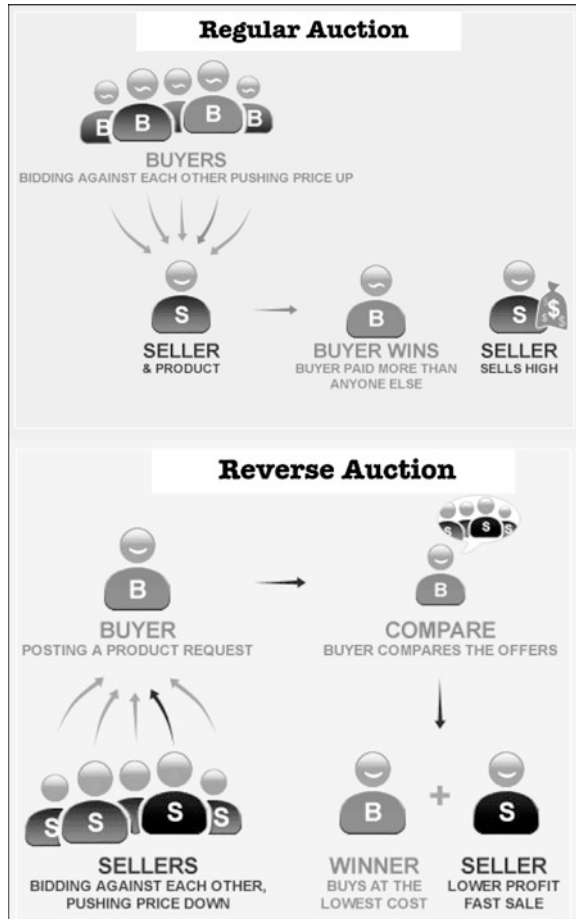 Regular Auction
B B B B
BUYERS
BIDDING AGAINST EACH OTHER PUSHING PRICE UP
S
B
S $ $ $
SELLER
& PRODUCT
BUYER WINS
BUYER PAID MORE THAN
ANYONE ELSE
SELLER
SELLS HIGH
Reverse Auction
S S S
B
B
BUYER
POSTING A PRODUCT REQUEST
COMPARE
BUYER COMPARES THE OFFERS
S S S S
B + S
SELLERS
BIDDING AGAINST EACH OTHER,
PUSHING PRICE DOWN
WINNER
BUYS AT THE
LOWEST COST
SELLER
LOWER PROFIT
FAST SALE